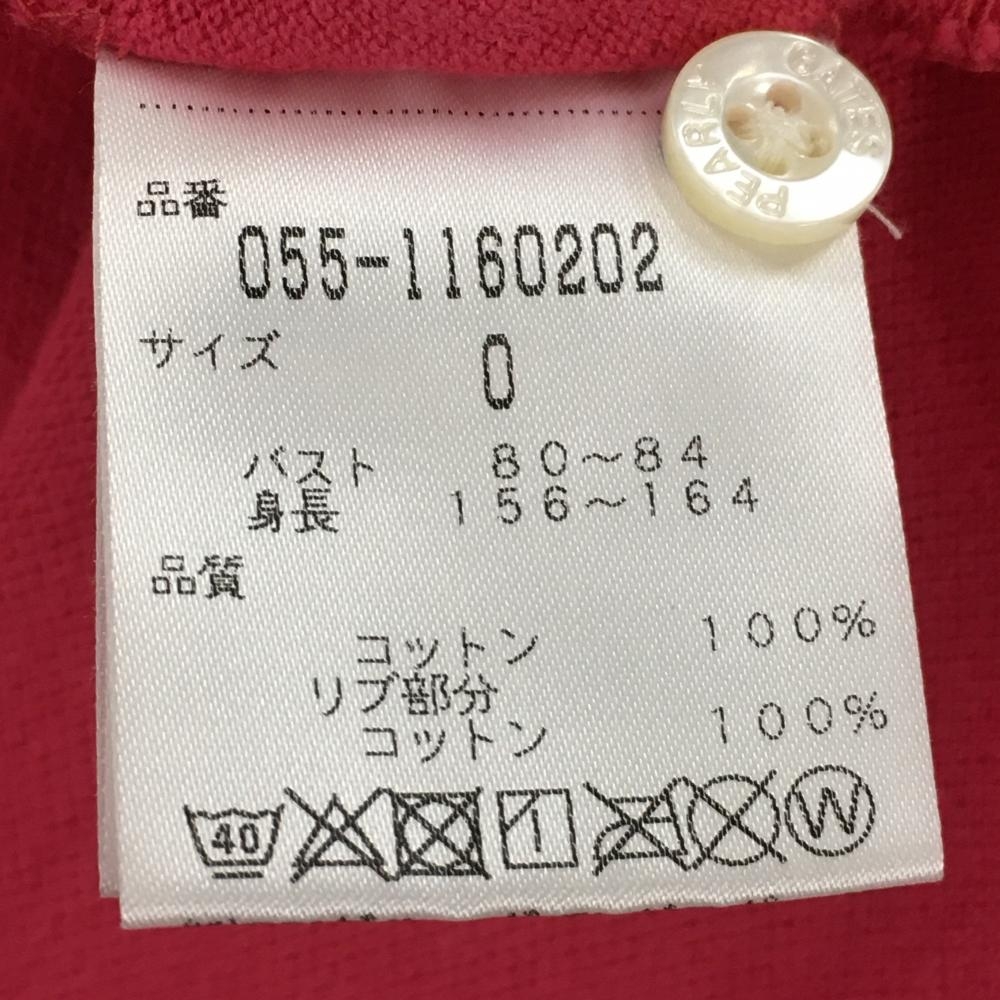 PEARLY GATES
品番
055-1160202
サイズ 0
バスト 80～84
身長 156～164
品質
コットン 100%
リブ部分
コットン 100%
40 W